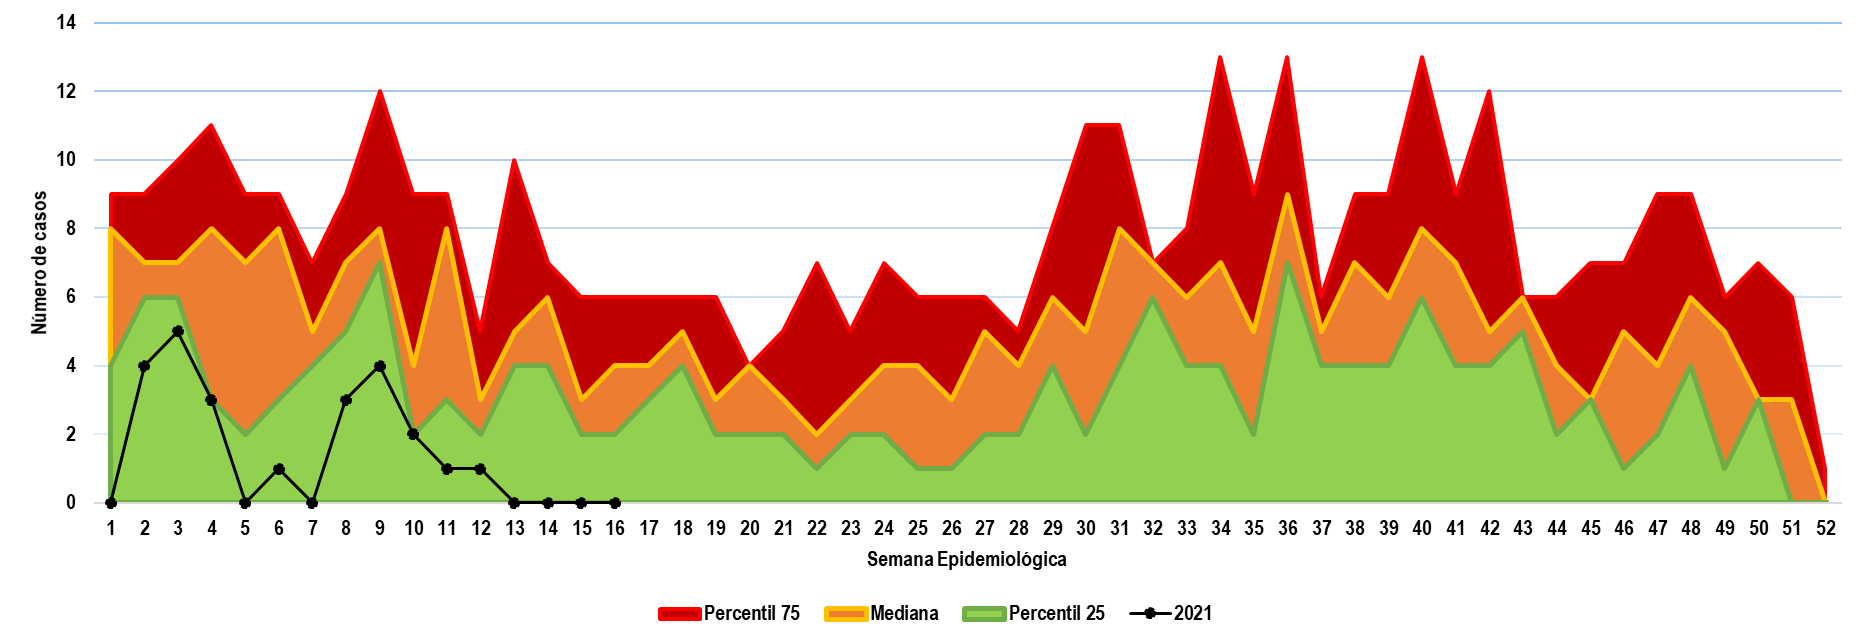 14
12
10
8
6
4
2
0
Número de casos
1 2 3 4 5 6 7 8 9 10 11 12 13 14 15 16 17 18 19 20 21 22 23 24 25 26 27 28 29 30 31 32 33 34 35 36 37 38 39 40 41 42 43 44 45 46 47 48 49 50 51 52
Semana Epidemiológica
Percentil 75 Mediana Percentil 25 2021